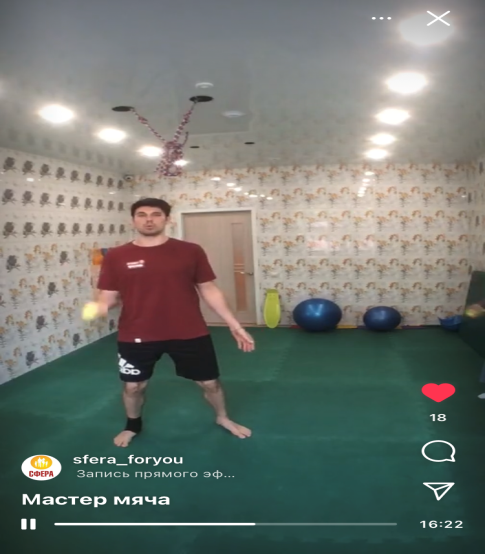 18
СФЕРА
sfera_foryou
Запись прямого эф...
Мастер мяча
16:22